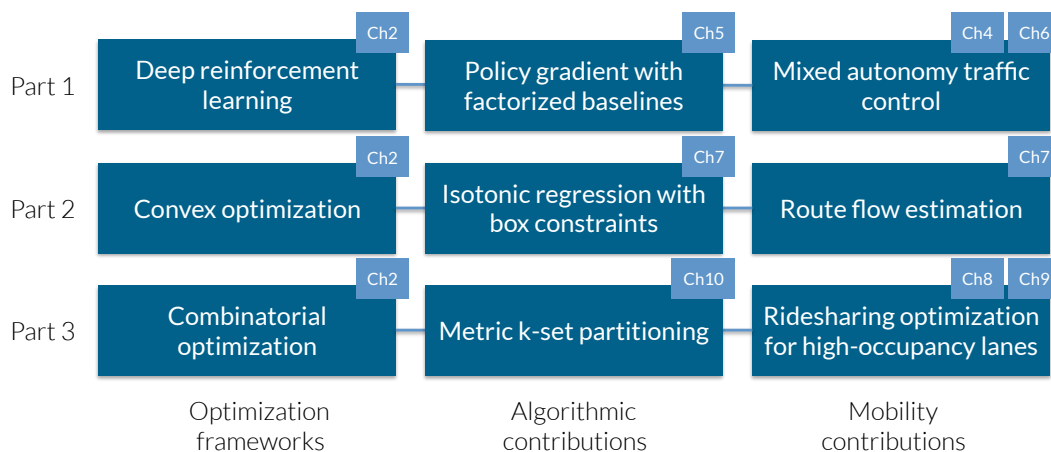 Ch2
Ch5
Ch4
Ch6
Part 1
Deep reinforcement
learning
Policy gradient with
factorized baselines
Mixed autonomy traffic
control
Ch2
Ch7
Ch7
Part 2
Convex optimization
Isotonic regression with
box constraints
Route flow estimation
Ch2
Ch10
Ch8
Ch9
Part 3
Combinatorial
optimization
Metric k-set partitioning
Ridesharing optimization
for high-occupancy lanes
Optimization
frameworks
Algorithmic
contributions
Mobility
contributions